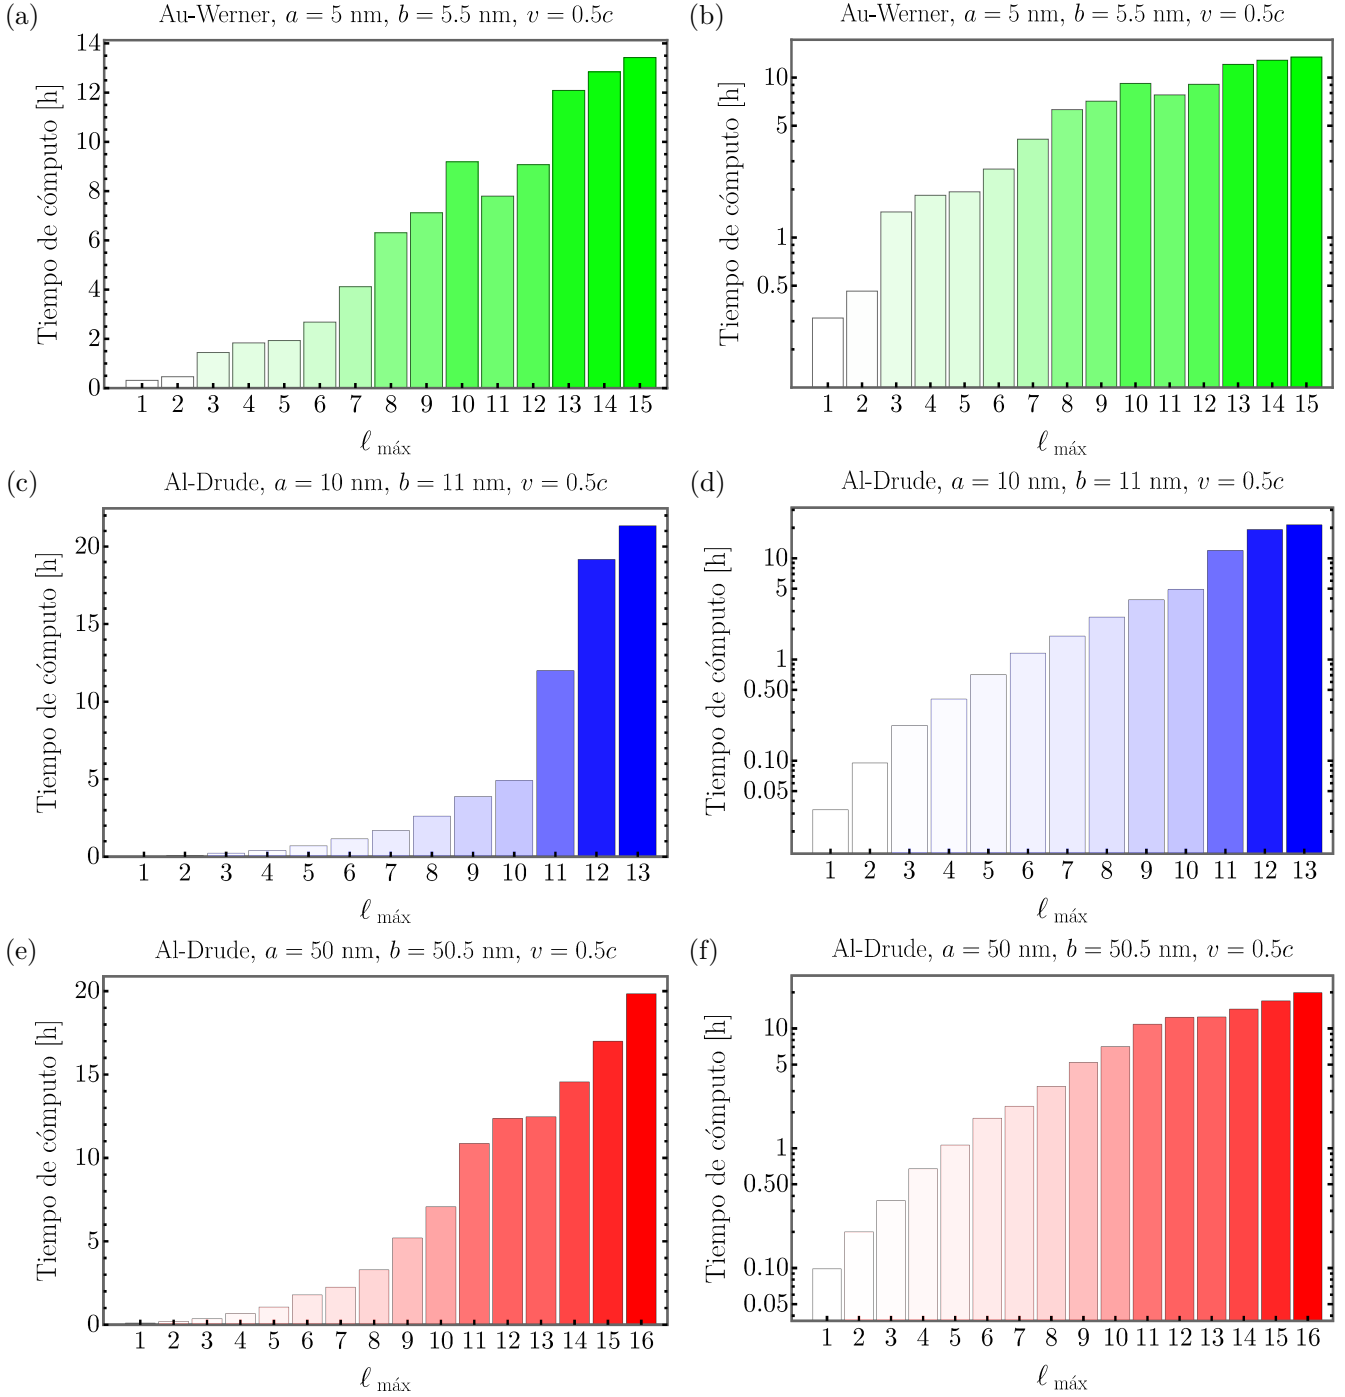 (a) Au-Werner, a = 5 nm, b = 5.5 nm, v = 0.5c
Tiempo de cómputo [h]
14
12
10
8
6
4
2
0
1 2 3 4 5 6 7 8 9 10 11 12 13 14 15
ℓ máx
(b) Au-Werner, a = 5 nm, b = 5.5 nm, v = 0.5c
Tiempo de cómputo [h]
10
5
1
0.5
1 2 3 4 5 6 7 8 9 10 11 12 13 14 15
ℓ máx
(c) Al-Drude, a = 10 nm, b = 11 nm, v = 0.5c
Tiempo de cómputo [h]
20
15
10
5
0
1 2 3 4 5 6 7 8 9 10 11 12 13
ℓ máx
(d) Al-Drude, a = 10 nm, b = 11 nm, v = 0.5c
Tiempo de cómputo [h]
10
5
1
0.50
0.10
0.05
1 2 3 4 5 6 7 8 9 10 11 12 13
ℓ máx
(e) Al-Drude, a = 50 nm, b = 50.5 nm, v = 0.5c
Tiempo de cómputo [h]
20
15
10
5
0
1 2 3 4 5 6 7 8 9 10 11 12 13 14 15 16
ℓ máx
(f) Al-Drude, a = 50 nm, b = 50.5 nm, v = 0.5c
Tiempo de cómputo [h]
10
5
1
0.50
0.10
0.05
1 2 3 4 5 6 7 8 9 10 11 12 13 14 15 16
ℓ máx